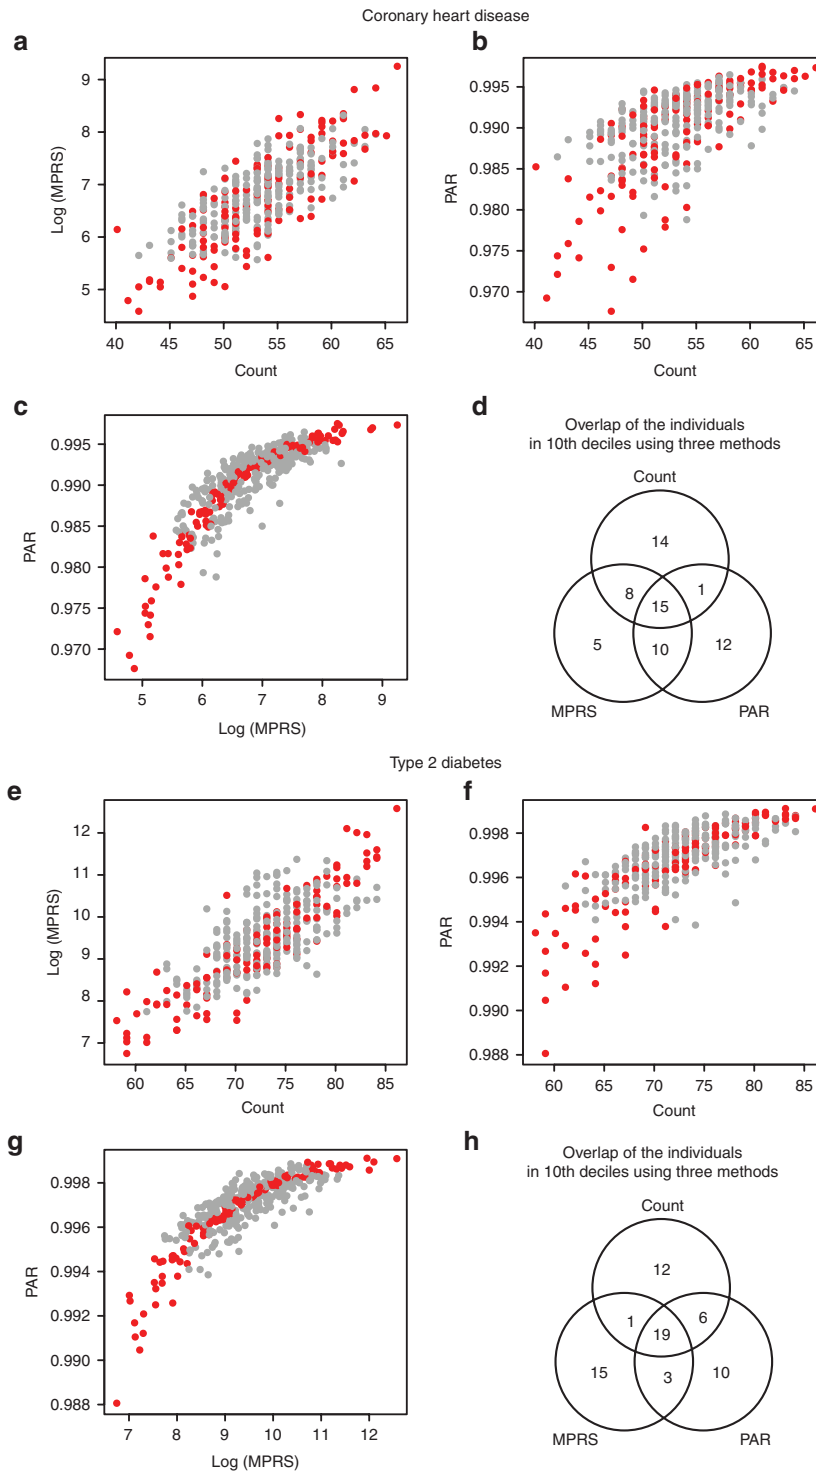 Coronary heart disease
a
9
8
7
6
5
Log (MPRS)
40 45 50 55 60 65
Count
b
0.995
0.990
0.985
0.980
0.975
0.970
PAR
40 45 50 55 60 65
Count
c
0.995
0.990
0.985
0.980
0.975
0.970
PAR
5 6 7 8 9
Log (MPRS)
d
Overlap of the individuals
in 10th deciles using three methods
Count
14
8 15 1
5 10 12
MPRS PAR
Type 2 diabetes
e
12
11
10
9
8
7
Log (MPRS)
60 65 70 75 80 85
Count
f
0.998
0.996
0.994
0.992
0.990
0.988
PAR
60 65 70 75 80 85
Count
g
0.998
0.996
0.994
0.992
0.990
0.988
PAR
7 8 9 10 11 12
Log (MPRS)
h
Overlap of the individuals
in 10th deciles using three methods
Count
12
1 19 6
15 3 10
MPRS PAR